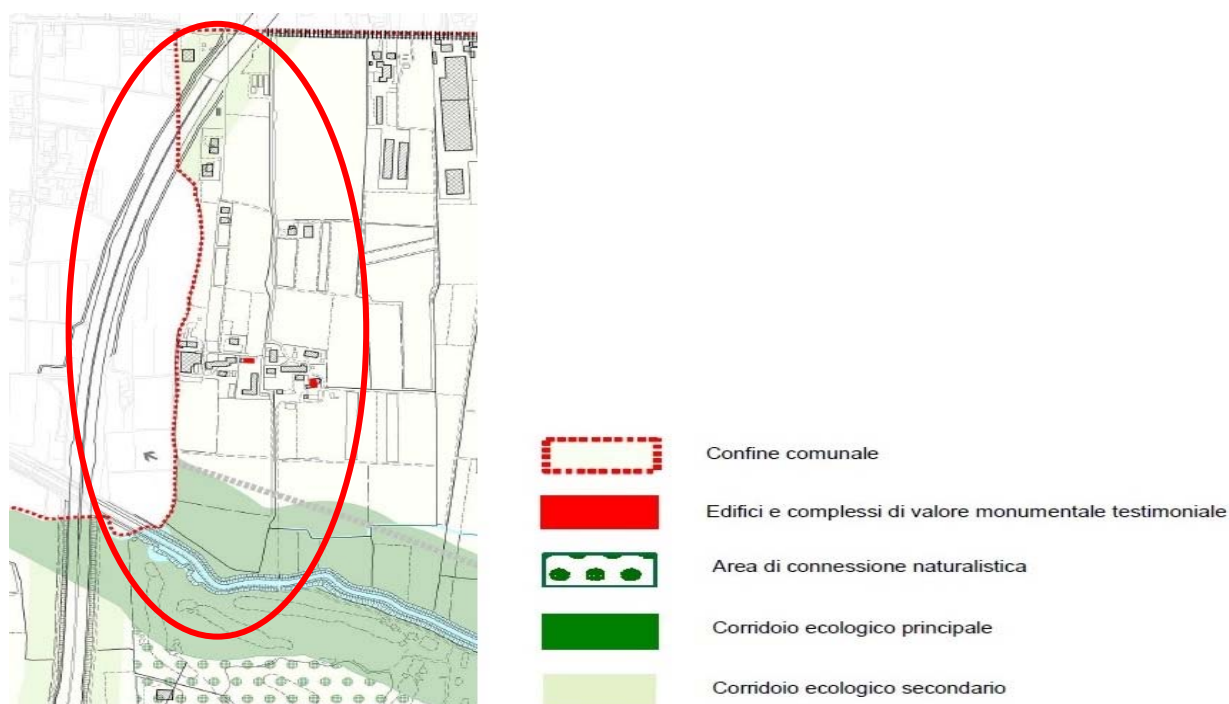 Confine comunale
Edifici e complessi di valore monumentale testimoniale
Area di connessione naturalistica
Corridoio ecologico principale
Corridoio ecologico secondario